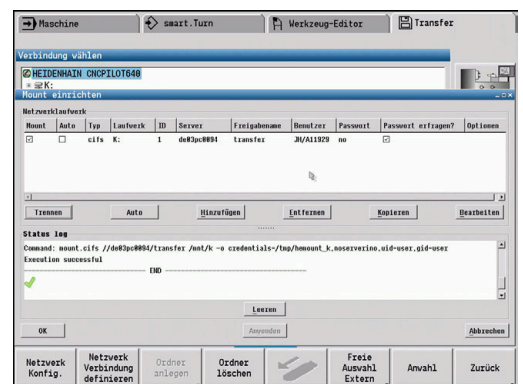 Maschine smart.Turn Werkzeug-Editor Transfer
Verbindung wählen
HEIDENHAIN CNCPILOT640
K:
Mount einrichten
Netzwerklaufwerk
Mount Auto Typ Laufwerk ID Server Freigabename Benutzer Passwort Passwort erfragen? Optionen
cifs K: 1 de03pc0094 transfer JH/A11929 no
Trennen Auto Hinzufügen Entfernen Kopieren Bearbeiten
Status log
Command: mount.cifs //de03pc0094/transfer /mnt/k -o credentials=/tmp/hemount_k,noserverino,uid=user,gid=user
Execution successful
END
Leeren
OK Anwenden Abbrechen
Netzwerk Konfig. Netzwerk Verbindung definieren Ordner anlegen Ordner löschen Freie Auswahl Extern Anwahl Zurück